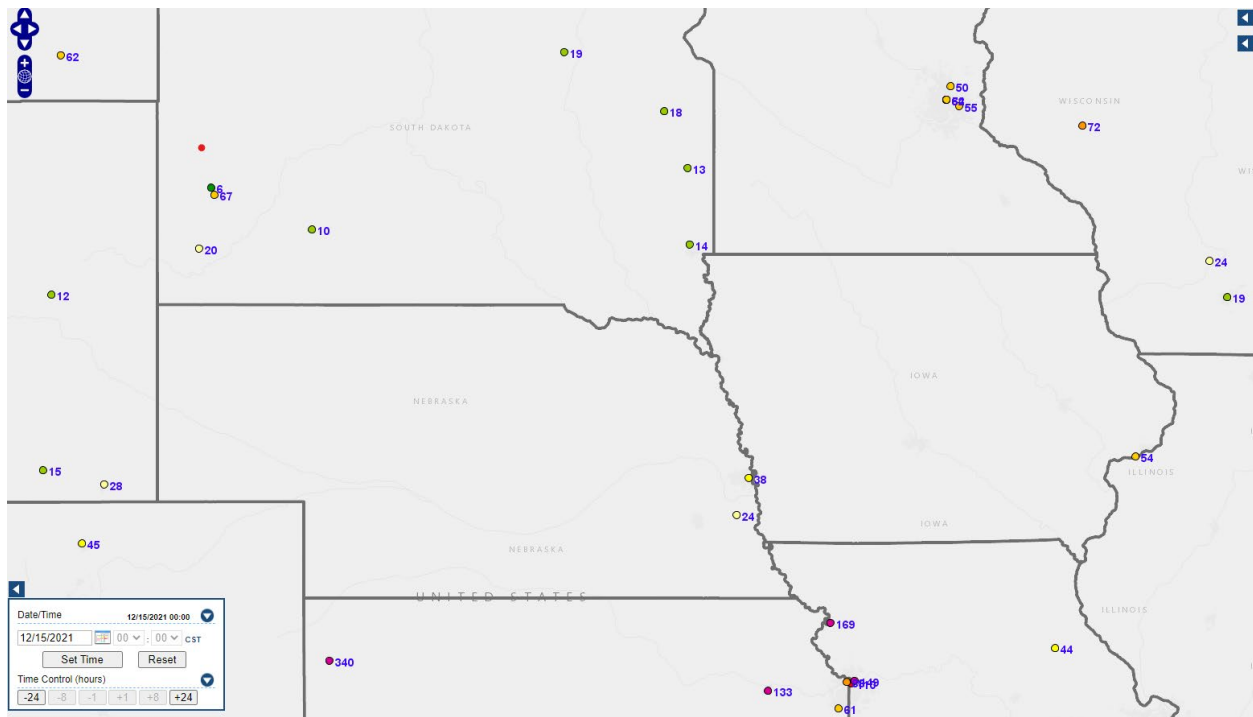 62
19
50
55
WISCONSIN
72
18
SOUTH DAKOTA
13
6
67
10
14
20
24
12
19
IOWA
NEBRASKA
54
ILLINOIS
15
28
38
24
IOWA
45
NEBRASKA
UNITED STATES
ILLINOIS
Date/Time 12/15/2021 00:00
12/15/2021 00 : 00 CST
Set Time Reset
Time Control (hours)
-24 -8 -1 +1 +8 +24
169
44
340
133
149
61